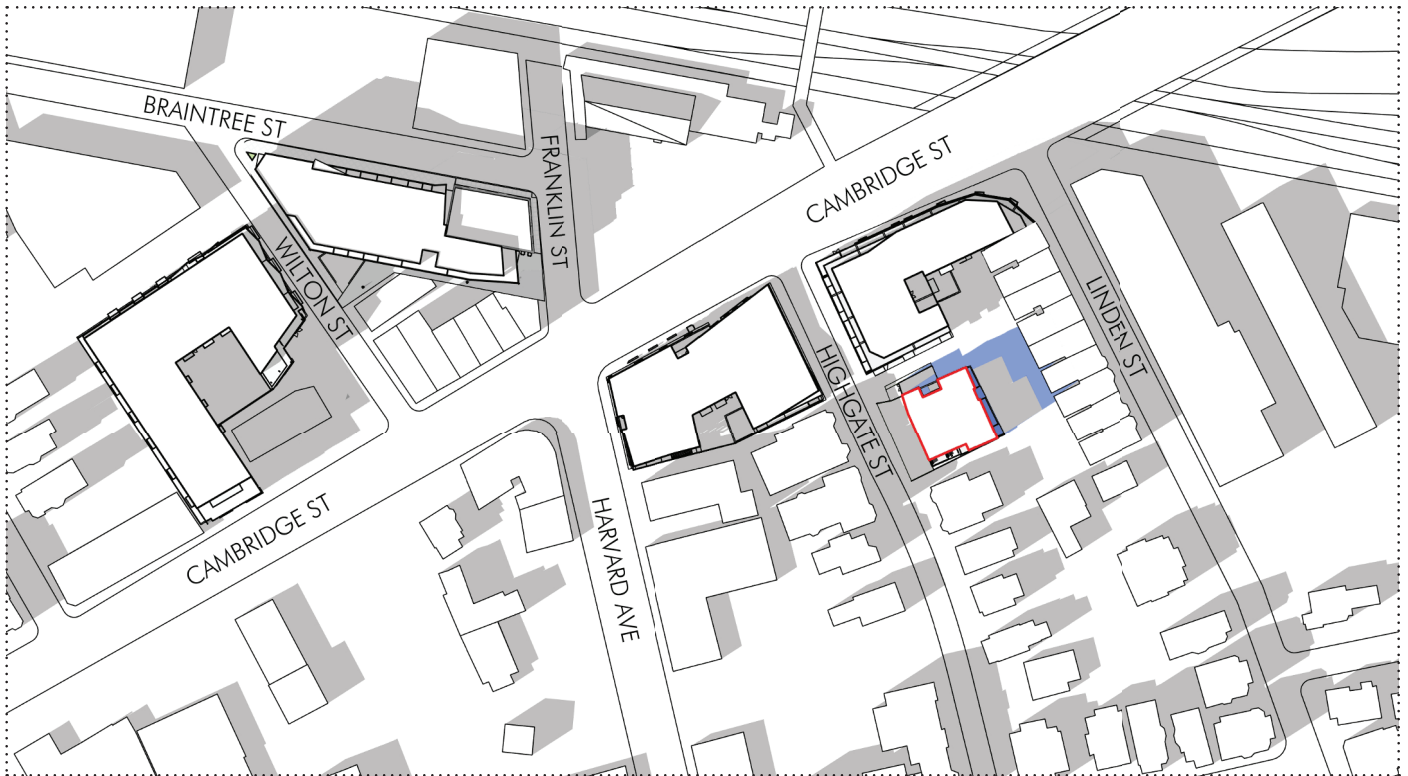 BRAINTREE ST
FRANKLIN ST
CAMBRIDGE ST
WILTON ST
LINDEN ST
HIGHGATE ST
CAMBRIDGE ST
HARVARD AVE